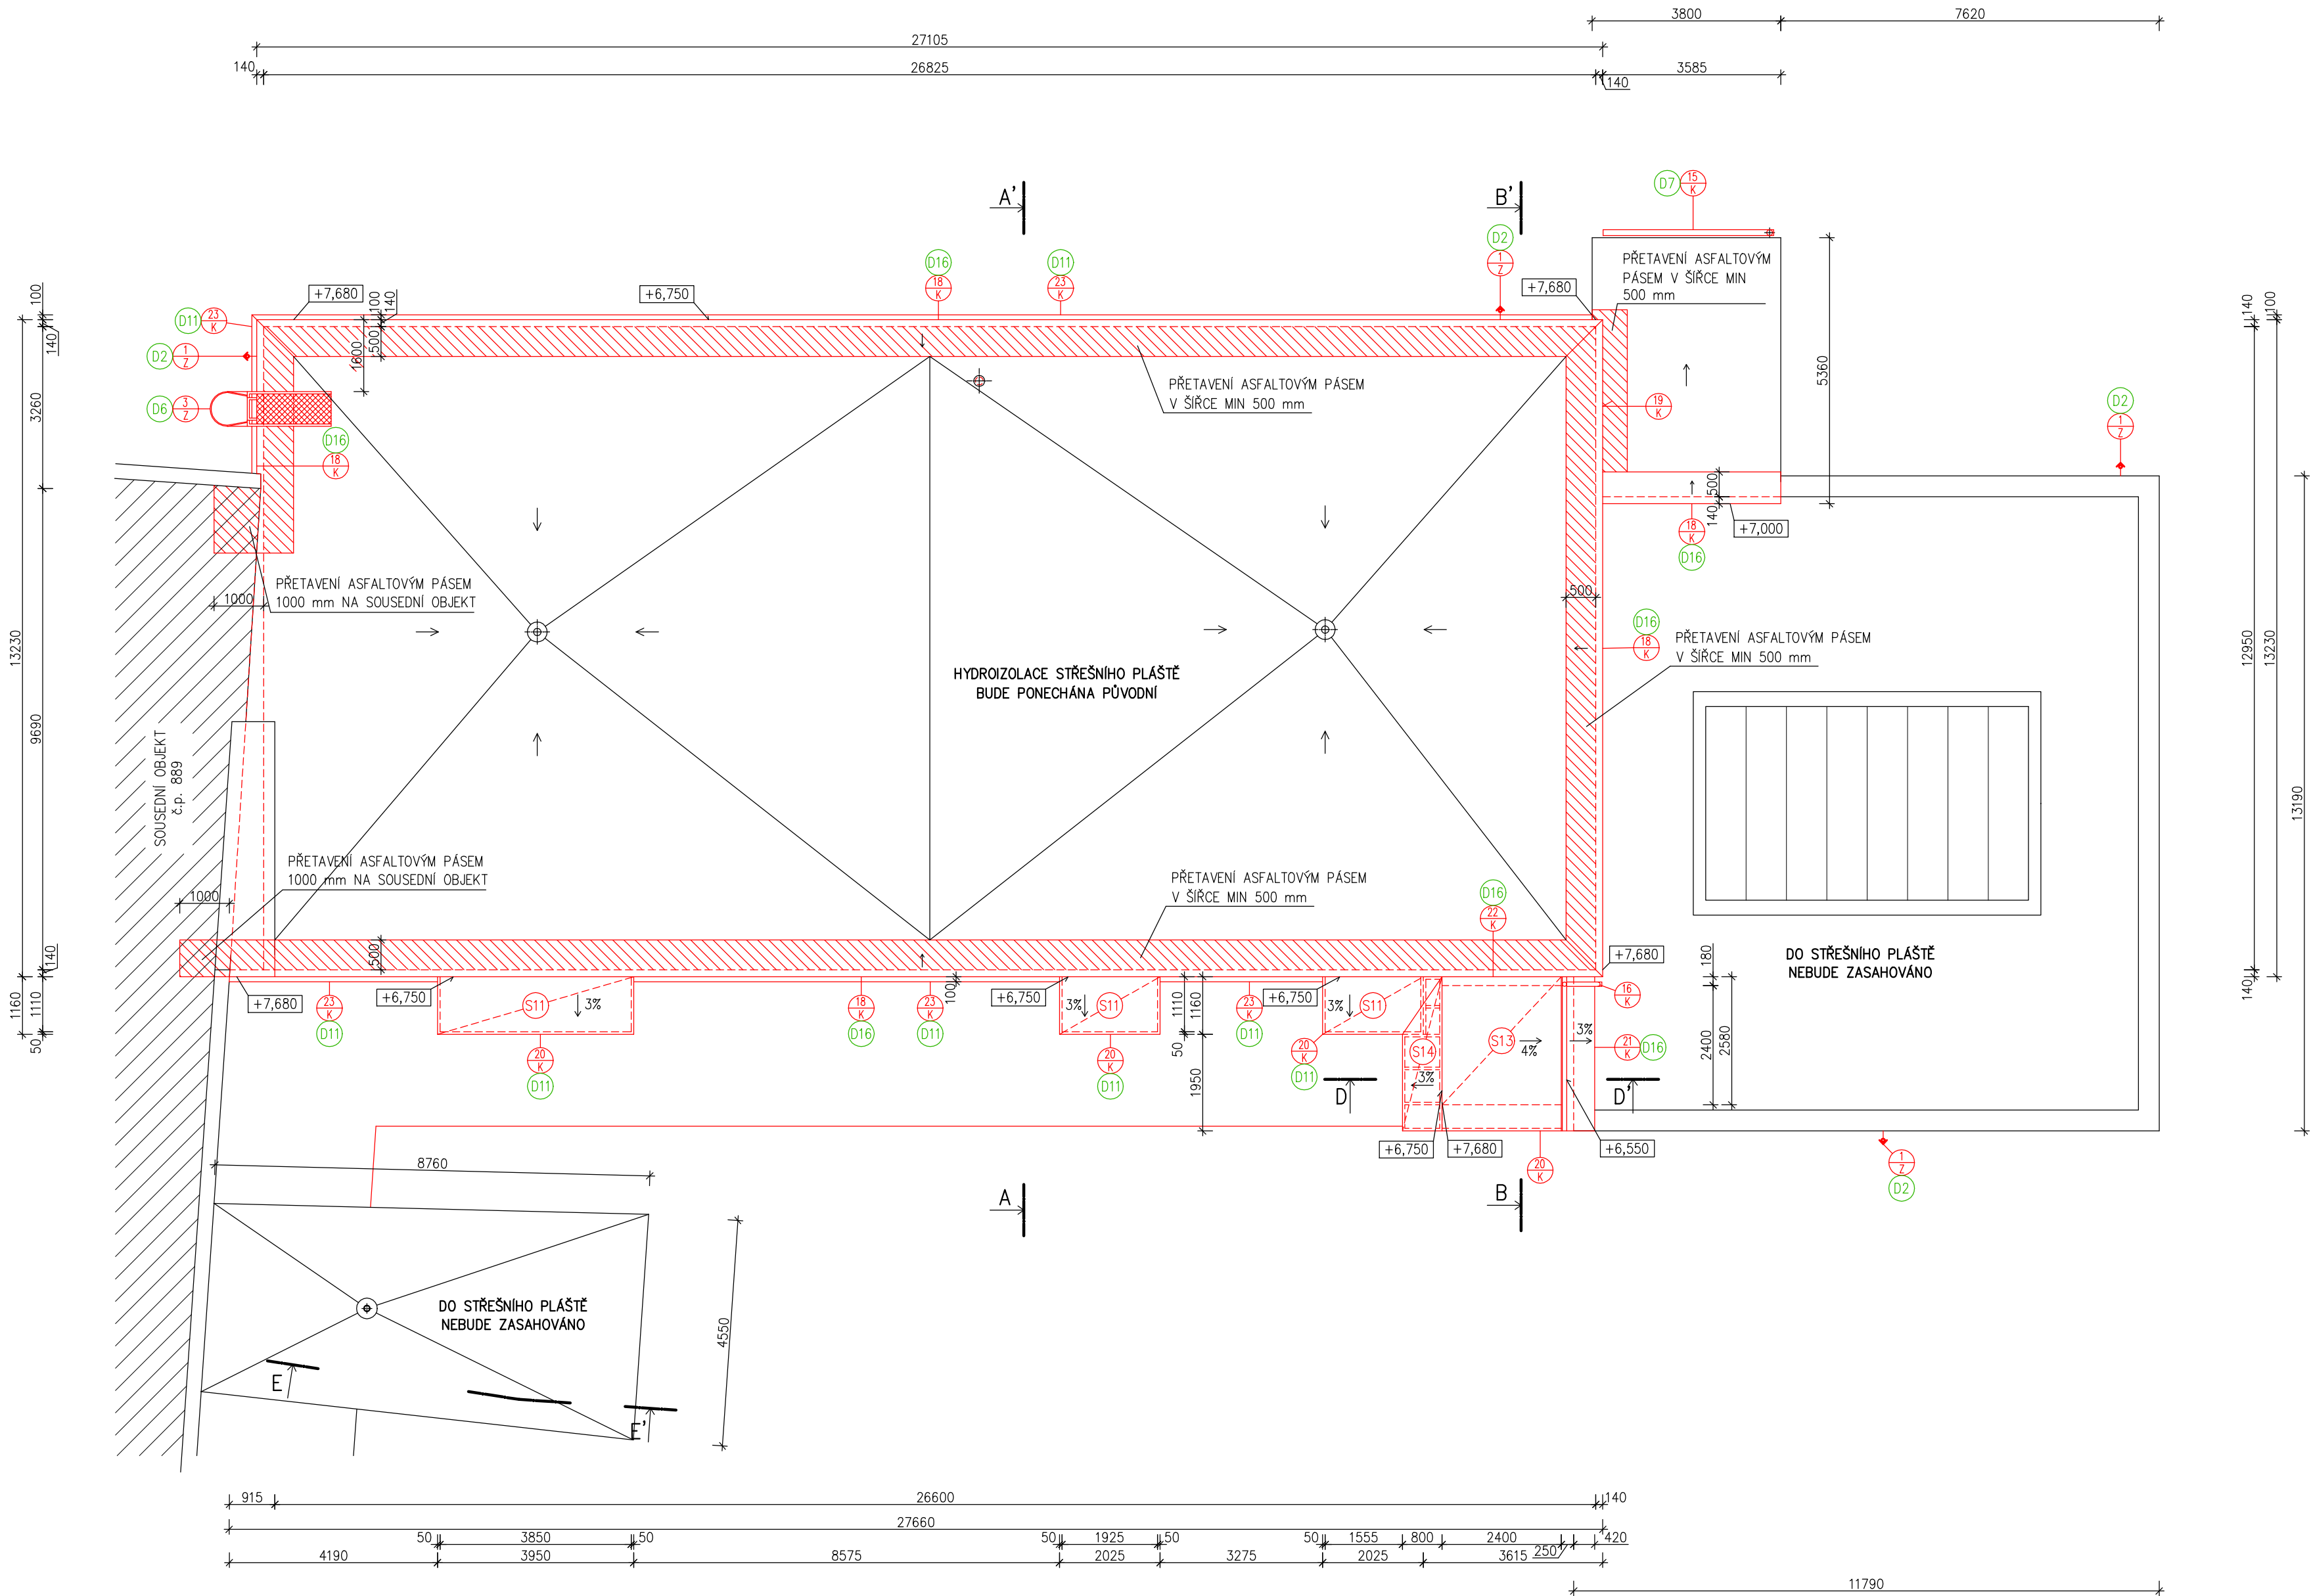 3800
7620
27105
140
26825
140
3585
A'
B'
D7
15
K
D2
1
Z
D16
18
K
D11
23
K
PŘETAVENÍ ASFALTOVÝM
PÁSEM V ŠÍŘCE MIN
500 mm
+7,680
+6,750
+7,680
100
140
100
140
500
1600
140
100
D11
23
K
D2
1
Z
D6
3
Z
D16
18
K
3260
PŘETAVENÍ ASFALTOVÝM PÁSEM
V ŠÍŘCE MIN 500 mm
19
K
5360
D2
1
Z
500
140
+7,000
18
K
D16
PŘETAVENÍ ASFALTOVÝM PÁSEM
1000 mm NA SOUSEDNÍ OBJEKT
1000
500
D16
18
K
PŘETAVENÍ ASFALTOVÝM PÁSEM
V ŠÍŘCE MIN 500 mm
13230
9690
12950
13230
13190
HYDROIZOLACE STŘEŠNÍHO PLÁŠTĚ
BUDE PONECHÁNA PŮVODNÍ
SOUSEDNÍ OBJEKT
č.p. 889
PŘETAVENÍ ASFALTOVÝM PÁSEM
1000 mm NA SOUSEDNÍ OBJEKT
1000
PŘETAVENÍ ASFALTOVÝM PÁSEM
V ŠÍŘCE MIN 500 mm
D16
22
K
500
140
1160
1110
50
+7,680
23
K
D11
+6,750
S11
3%
20
K
D11
18
K
D16
23
K
D11
100
+6,750
3%
S11
20
K
D11
1110
1160
50
1950
23
K
D11
+6,750
3%
S11
20
K
D11
S14
3%
S13
4%
3%
+7,680
16
K
21
K
D16
180
2400
2580
140
DO STŘEŠNÍHO PLÁŠTĚ
NEBUDE ZASAHOVÁNO
D
D'
+6,750
+7,680
+6,550
20
K
1
Z
D2
A
B
8760
4550
DO STŘEŠNÍHO PLÁŠTĚ
NEBUDE ZASAHOVÁNO
E
E'
915
26600
140
27660
50
3850
50
50
1925
50
50
1555
800
2400
250
420
4190
3950
8575
2025
3275
2025
3615
11790